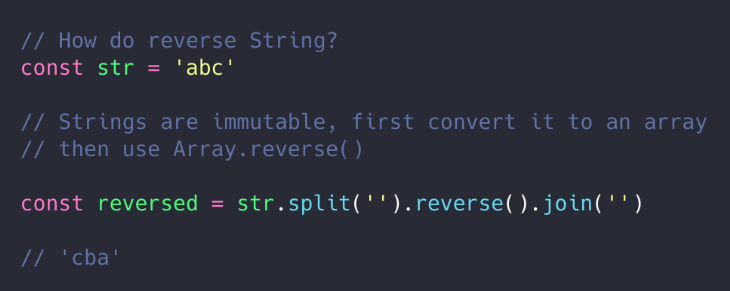 // How do reverse String?
const str = 'abc'
// Strings are immutable, first convert it to an array
// then use Array.reverse()
const reversed = str.split('').reverse().join('')
// 'cba'